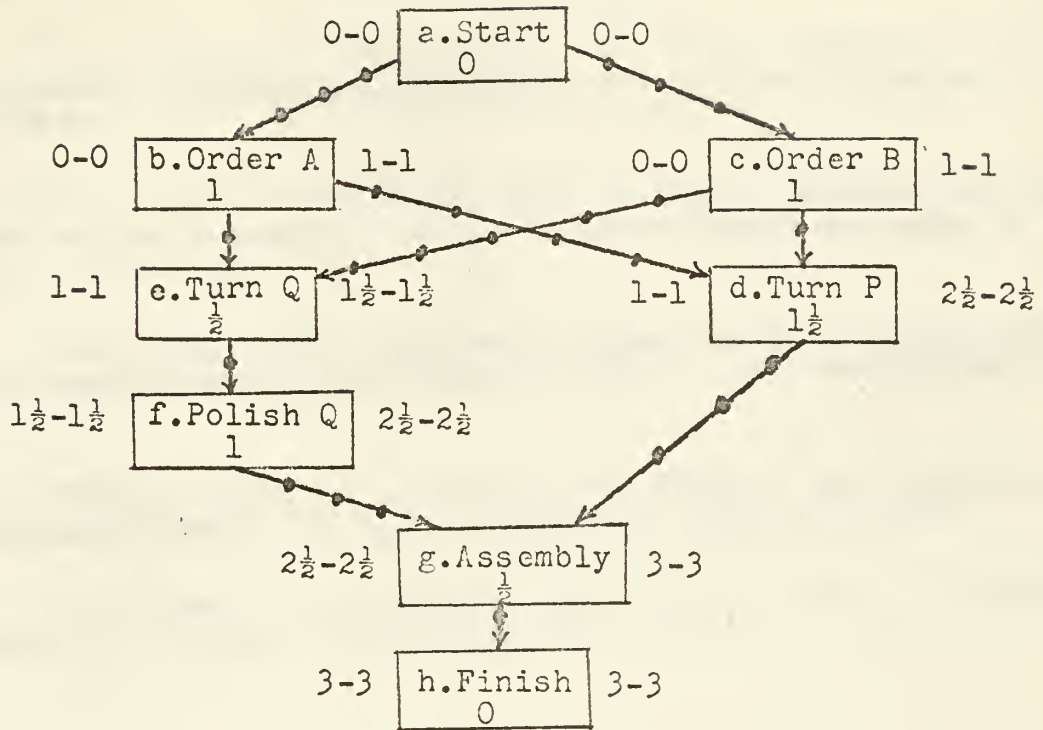 0-0 a.Start 0-0
0
0-0 b.Order A 1-1 0-0 c.Order B 1-1
1 1
1-1 e.Turn Q 1½-1½ 1-1 d.Turn P 2½-2½
½ 1½
1½-1½ f.Polish Q 2½-2½
1
2½-2½ g.Assembly 3-3
½
3-3 h.Finish 3-3
0